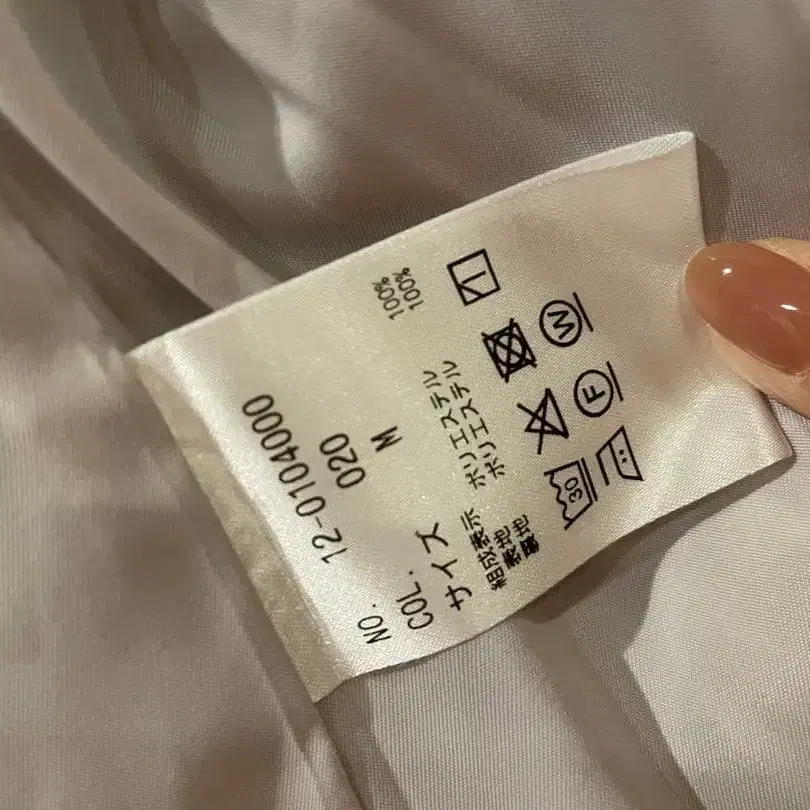 NO. 12-0104000
COL. 020
サイズ M
組成表示
表地 ポリエステル 100%
裏地 ポリエステル 100%
30
F W